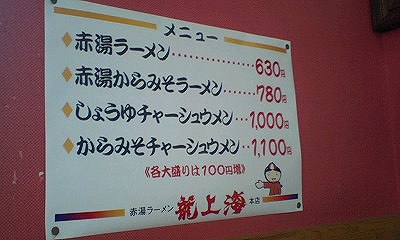 メニュー
赤湯ラーメン 630円
赤湯からみそラーメン 780円
しょうゆチャーシュウメン 1,000円
からみそチャーシュウメン 1,100円
《各大盛りは100円増》
赤湯ラーメン 龍上海 本店